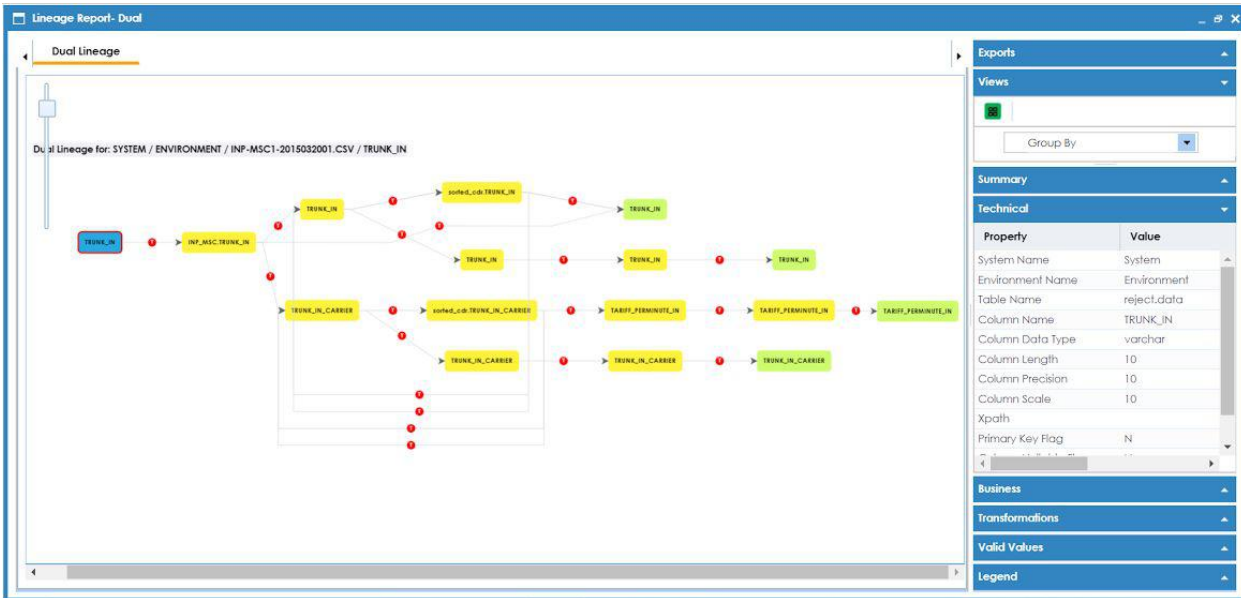 Lineage Report- Dual
Dual Lineage
Dual Lineage for: SYSTEM / ENVIRONMENT / INP-MSC1-2015032001.CSV / TRUNK_IN
sorted_cdr.TRUNK_IN
TRUNK_IN
TRUNK_IN
TRUNK_IN
INP_MSC.TRUNK_IN
TRUNK_IN
TRUNK_IN
TRUNK_IN
TRUNK_IN_CARRIER
sorted_cdr.TRUNK_IN_CARRIER
TARIFF_PERMINUTE_IN
TARIFF_PERMINUTE_IN
TARIFF_PERMINUTE_IN
TRUNK_IN_CARRIER
TRUNK_IN_CARRIER
TRUNK_IN_CARRIER
Exports
Views
Group By
Summary
Technical
Property Value
System Name System
Environment Name Environment
Table Name reject.data
Column Name TRUNK_IN
Column Data Type varchar
Column Length 10
Column Precision 10
Column Scale 10
Xpath
Primary Key Flag N
Business
Transformations
Valid Values
Legend